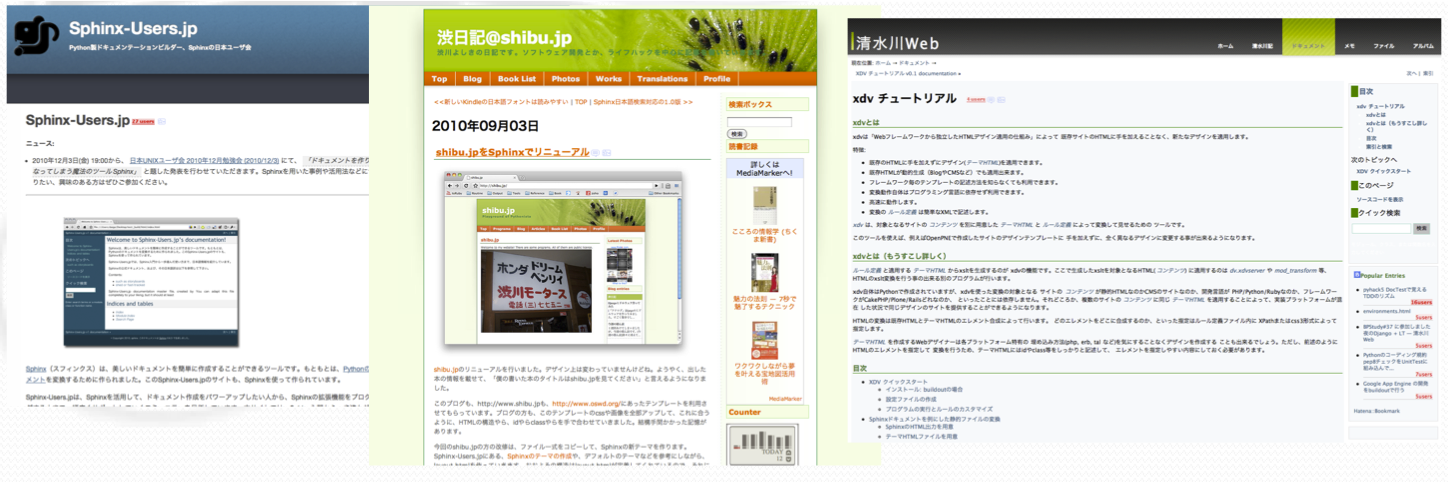 Sphinx-Users.jp
Python製ドキュメンテーションビルダー、Sphinxの日本ユーザ会
Sphinx-Users.jp
27 users
ニュース:
2010年12月3日(金) 19:00から、日本UNIXユーザ会 2010年12月勉強会 (2010/12/3) にて、「ドキュメントを作り
なってしまう魔法のツールSphinx」 と題した発表を行わせていただきます。Sphinxを用いた事例や活用法などに
りたい、興味のある方はぜひご参加ください。
Welcome to Sphinx-Users.jp's documentation!
Indices and tables
Sphinx (スフィンクス) は、美しいドキュメントを簡単に作成することができるツールです。もともとは、Pythonの
メントを変換するために作られました。このSphinx-Users.jpのサイトも、Sphinxを使って作られています。
Sphinx-Users.jpは、Sphinxを活用して、ドキュメント作成をパワーアップしたい人から、Sphinxの拡張機能をプログ
渋日記@shibu.jp
Top
Blog
Book List
Photos
Works
Translations
Profile
<<新しいKindleの日本語フォントは読みやすい | TOP | Sphinx日本語検索対応の1.0版 >>
2010年09月03日
shibu.jpをSphinxでリニューアル
shibu.jp
ホンダ ドリーム
ベンリィ
渋川モータース
shibu.jpのリニューアルを行いました。デザイン上は変わっていませんけどね。ようやく、出した
本の情報を載せて、「僕の書いた本のタイトルはshibu.jpを見てください」と言えるようになりま
した。
このブログも、http://www.shibu.jpも、http://www.oswd.org/にあったテンプレートを利用さ
せてもらっています。ブログの方も、このテンプレートのcssや画像を全部アップして、これに合う
ように、HTMLの構造やら、idやらclassやらを手で合わせていきました。結構手間かかった記憶が
あります。
今回のshibu.jpの方の改修は、ファイル一式をコピーして、Sphinxの新テーマを作ります。
Sphinx-Users.jpにある、Sphinxのテーマの作成や、デフォルトのテーマなどを参考にしながら、
検索ボックス
検索
読書記録
詳しくは
MediaMarkerへ!
こころの情報学 (ちく
ま新書)
魅力の法則 ― 7秒で
魅了するテクニック
ワクワクしながら夢
を叶える宝地図活用
術
MediaMarker
Counter
TODAY
12
清水川Web
ホーム
清水川記
ドキュメント
メモ
ファイル
アルバム
現在位置: ホーム → ドキュメント →
XDV チュートリアル v0.1 documentation »
次へ | 索引
xdv チュートリアル
3 users
xdvとは
xdvは「Webフレームワークから独立したHTMLデザイン適用の仕組み」によって 既存サイトのHTMLに手を加えることなく、新たなデザインを適用します。
特徴:
既存のHTMLに手を加えずにデザイン(テーマHTML)を適用できます。
既存HTMLが動的生成（BlogやCMSなど）でも適用出来ます。
フレームワーク毎のテンプレートの記述方法を知らなくても利用できます。
変換動作自体はプログラミング言語に依存せず利用できます。
高速に動作します。
変換の ルール定義 は簡単なXMLで記述します。
xdv は、対象となるサイトの コンテンツ を別に用意した テーマHTML と ルール定義 によって変換して見せるための ツールです。
このツールを使えば、例えばOpenPNEで作成したサイトのデザインテンプレートに 手を加えずに、全く異なるデザインに変更する事が出来るようになります。
xdvとは（もうすこし詳しく）
ルール定義 と適用する テーマHTML からxsltを生成するのが xdvの機能です。ここで生成したxsltを対象となるHTML( コンテンツ) に適用するのは dv.xdvserver や mod_transform 等、
HTMLのxslt変換を行う事の出来る別のプログラムが行います。
xdv自体はPythonで作成されていますが、xdvを使った変換の対象となる サイトの コンテンツ が静的HTMLなのかCMSのサイトなのか、開発言語が PHP/Python/Rubyなのか、フレームワー
クがCakePHP/Plone/Railsどれなのか、 といったことには依存しません。それどころか、複数のサイトの コンテンツ に同じ テーマHTML を適用することによって、実装プラットフォームが混
在 した状況で同じデザインのサイトを提供することができるようになります。
HTMLの変換は既存HTMLとテーマHTMLのエレメント合成によって行います。 どのエレメントをどこに合成するのか、といった指定はルール定義ファイル内に XPathまたはcss3形式によって
指定します。
テーマHTML を作成するWebデザイナーは各プラットフォーム特有の 埋め込み方法(php, erb, tal など)を気にすることなくデザインを作成する ことも出来るでしょう。ただし、前述のように
HTMLのエレメントを指定して 変換を行うため、テーマHTMLにはidやclass等をしっかりと記述して、 エレメントを指定しやすい内容にしておく必要があります。
目次
XDV クイックスタート
インストール: buildoutの場合
設定ファイルの作成
プログラムの実行とルールのカスタマイズ
Sphinxドキュメントを例にした静的ファイルの変換
SphinxのHTML出力を用意
テーマHTMLファイルを用意
目次
xdv チュートリアル
xdvとは
xdvとは（もうすこし詳し
く）
目次
索引と検索
次のトピックへ
XDV クイックスタート
このページ
ソースコードを表示
クイック検索
検索
Popular Entries
pyhack5 DocTestで覚える
TDDのリズム
16users
environments.html
5users
BPStudy#37 に参加しました
夜のDjango + LT — 清水川
Web
5users
Pythonのコーディング規約
pep8チェックをUnitTestに
組み込んで...
7users
Google App Engine の開発
をbuildoutで行う
5users
Hatena::Bookmark